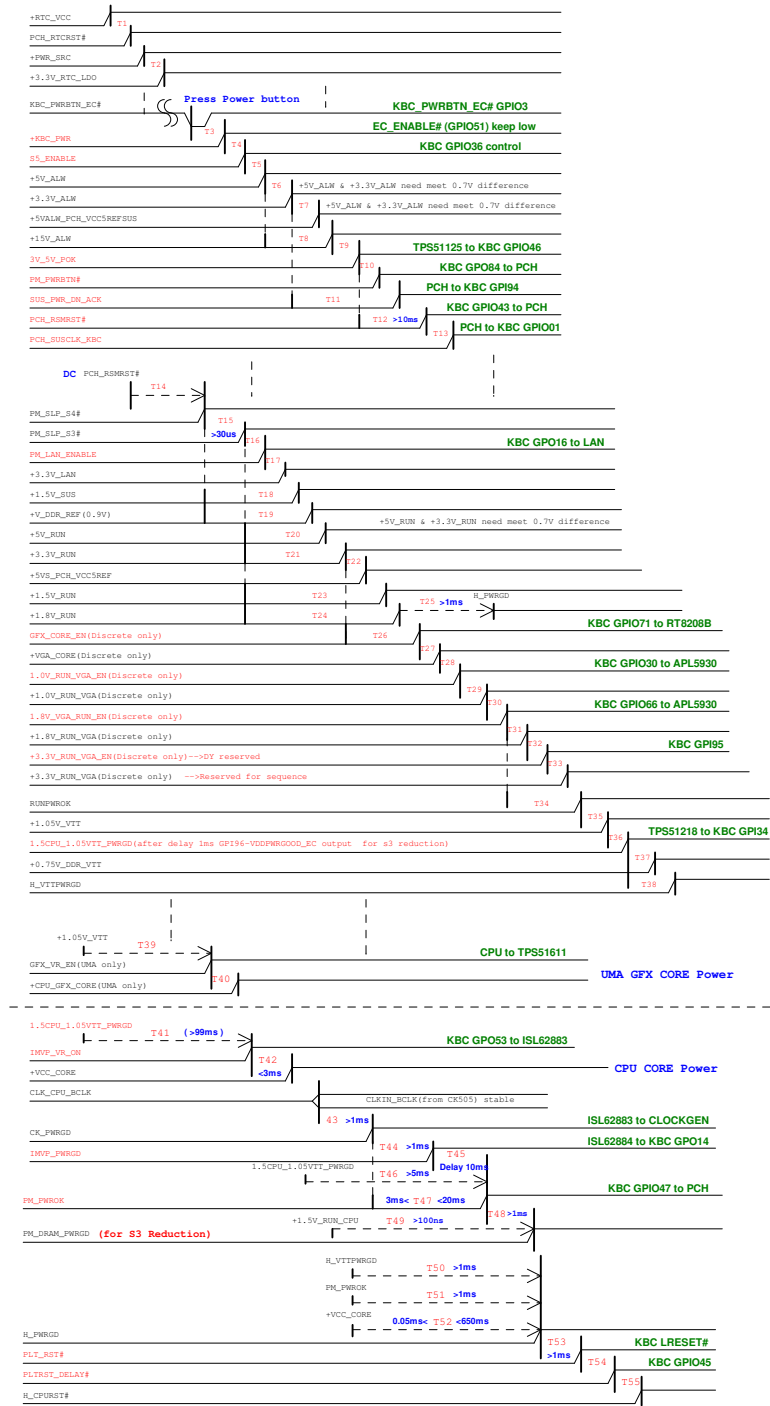 +RTC_VCC
T1
PCH_RTCRST#
+PWR_SRC
T2
+3.3V_RTC_LDO
Press Power button
KBC_PWRBTN_EC#
KBC_PWRBTN_EC# GPIO3
T3
EC_ENABLE# (GPIO51) keep low
+KBC_PWR
T4
KBC GPIO36 control
S5_ENABLE
T5
+5V_ALW
T6
+5V_ALW & +3.3V_ALW need meet 0.7V difference
+3.3V_ALW
T7
+5V_ALW & +3.3V_ALW need meet 0.7V difference
+5VALW_PCH_VCC5REFSUS
+15V_ALW
T8
T9
TPS51125 to KBC GPIO46
3V_5V_POK
T10
KBC GPO84 to PCH
PM_PWRBTN#
PCH to KBC GPI94
SUS_PWR_DN_ACK
T11
KBC GPIO43 to PCH
PCH_RSMRST#
T12 >10ms
T13
PCH to KBC GPIO01
PCH_SUSCLK_KBC
DC PCH_RSMRST#
T14
PM_SLP_S4#
T15
PM_SLP_S3#
>30us
T16
KBC GPO16 to LAN
PM_LAN_ENABLE
T17
+3.3V_LAN
+1.5V_SUS
T18
+V_DDR_REF(0.9V)
T19
+5V_RUN & +3.3V_RUN need meet 0.7V difference
+5V_RUN
T20
+3.3V_RUN
T21
T22
+5VS_PCH_VCC5REF
+1.5V_RUN
T23
T25 >1ms
H_PWRGD
+1.8V_RUN
T24
KBC GPIO71 to RT8208B
GFX_CORE_EN(Discrete only)
T26
T27
+VGA_CORE(Discrete only)
T28
KBC GPIO30 to APL5930
1.0V_RUN_VGA_EN(Discrete only)
T29
+1.0V_RUN_VGA(Discrete only)
T30
KBC GPIO66 to APL5930
1.8V_VGA_RUN_EN(Discrete only)
T31
+1.8V_RUN_VGA(Discrete only)
T32
KBC GPI95
+3.3V_RUN_VGA_EN(Discrete only)-->DY reserved
T33
+3.3V_RUN_VGA(Discrete only) -->Reserved for sequence
RUNPWROK
T34
T35
+1.05V_VTT
TPS51218 to KBC GPI34
T36
1.5CPU_1.05VTT_PWRGD(after delay 1ms GPI96-VDDPWRGOOD_EC output for s3 reduction)
T37
+0.75V_DDR_VTT
H_VTTPWRGD
T38
+1.05V_VTT
T39
CPU to TPS51611
GFX_VR_EN(UMA only)
T40
UMA GFX CORE Power
+CPU_GFX_CORE(UMA only)
1.5CPU_1.05VTT_PWRGD
T41 (>99ms)
KBC GPO53 to ISL62883
IMVP_VR_ON
T42
+VCC_CORE
<3ms
CPU CORE Power
CLK_CPU_BCLK
CLKIN_BCLK(from CK505) stable
43 >1ms
ISL62883 to CLOCKGEN
CK_PWRGD
T44 >1ms
ISL62884 to KBC GPO14
IMVP_PWRGD
T45
1.5CPU_1.05VTT_PWRGD
Delay 10ms
T46 >5ms
KBC GPIO47 to PCH
PM_PWROK
3ms< T47 <20ms
T48 >1ms
+1.5V_RUN_CPU
T49 >100ns
PM_DRAM_PWRGD (for S3 Reduction)
H_VTTPWRGD
T50 >1ms
PM_PWROK
T51 >1ms
+VCC_CORE
0.05ms< T52 <650ms
H_PWRGD
T53
KBC LRESET#
PLT_RST#
>1ms
T54
KBC GPIO45
PLTRST_DELAY#
T55
H_CPURST#